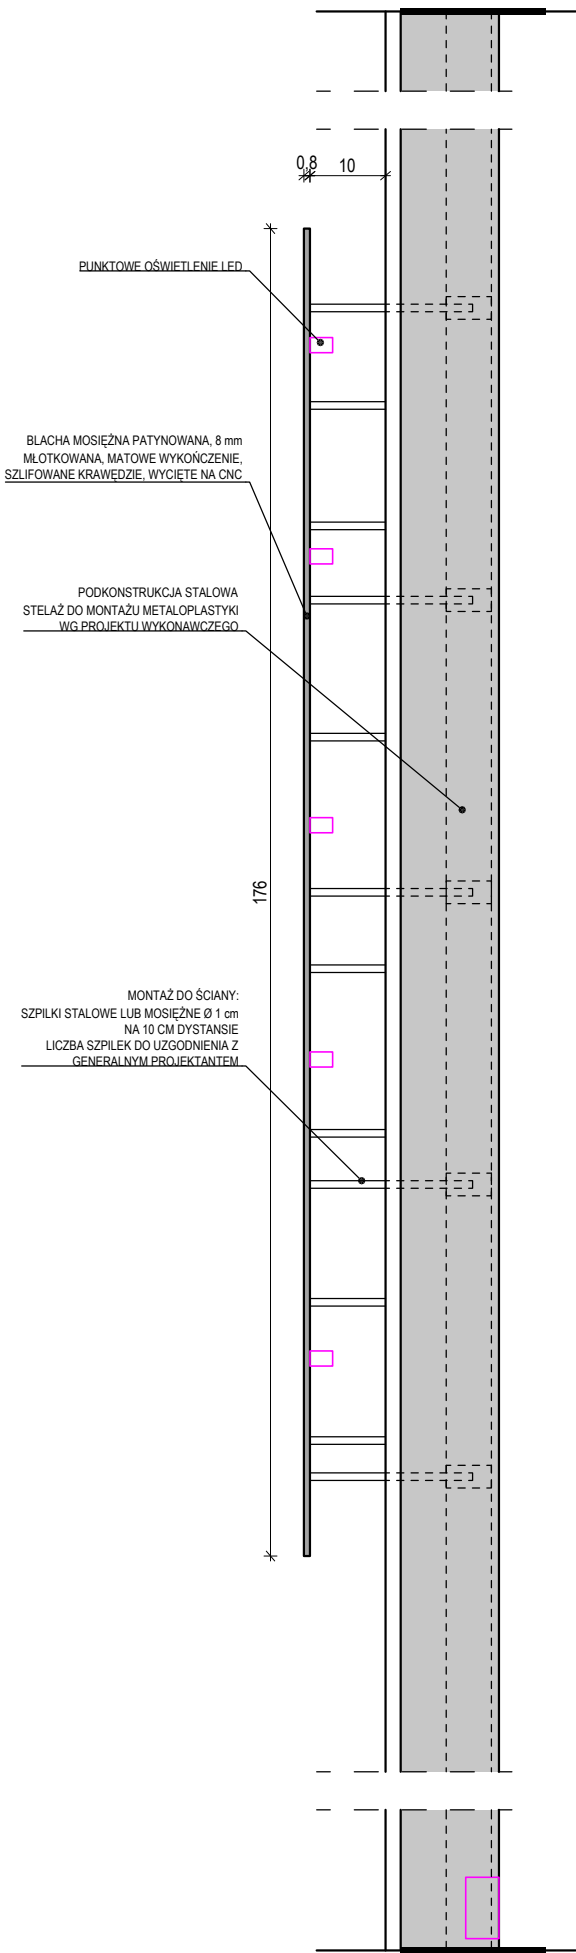 0,8
10
PUNKTOWE OŚWIETLENIE LED
BLACHA MOSIĘŻNA PATYNOWANA, 8 mm
MŁOTKOWANA, MATOWE WYKOŃCZENIE,
SZLIFOWANE KRAWĘDZIE, WYCIĘTE NA CNC
PODKONSTRUKCJA STALOWA
STELAŻ DO MONTAŻU METALOPLASTYKI
WG PROJEKTU WYKONAWCZEGO
176
MONTAŻ DO ŚCIANY:
SZPILKI STALOWE LUB MOSIĘŻNE Ø 1 cm
NA 10 CM DYSTANSIE
LICZBA SZPILEK DO UZGODNIENIA Z
GENERALNYM PROJEKTANTEM